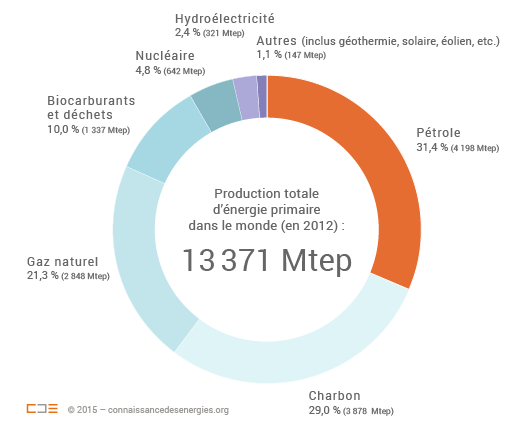 Hydroélectricité
2,4 % (321 Mtep)
Autres (inclus géothermie, solaire, éolien, etc.)
1,1 % (147 Mtep)
Nucléaire
4,8 % (642 Mtep)
Biocarburants
et déchets
10,0 % (1 337 Mtep)
Pétrole
31,4 % (4 198 Mtep)
Production totale
d'énergie primaire
dans le monde (en 2012) :
13 371 Mtep
Gaz naturel
21,3 % (2 848 Mtep)
Charbon
29,0 % (3 878 Mtep)
CDE © 2015 – connaissancedesenergies.org